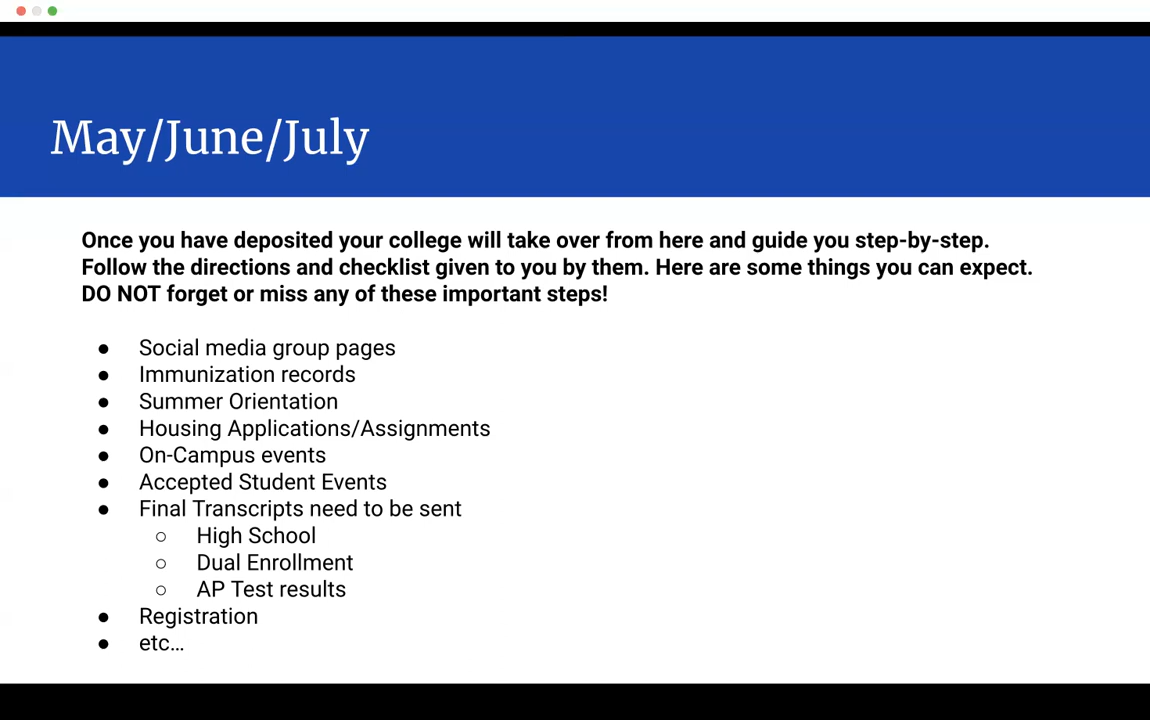 May/June/July
Once you have deposited your college will take over from here and guide you step-by-step.
Follow the directions and checklist given to you by them. Here are some things you can expect.
DO NOT forget or miss any of these important steps!
● Social media group pages
● Immunization records
● Summer Orientation
● Housing Applications/Assignments
● On-Campus events
● Accepted Student Events
● Final Transcripts need to be sent
○ High School
○ Dual Enrollment
○ AP Test results
● Registration
● etc…